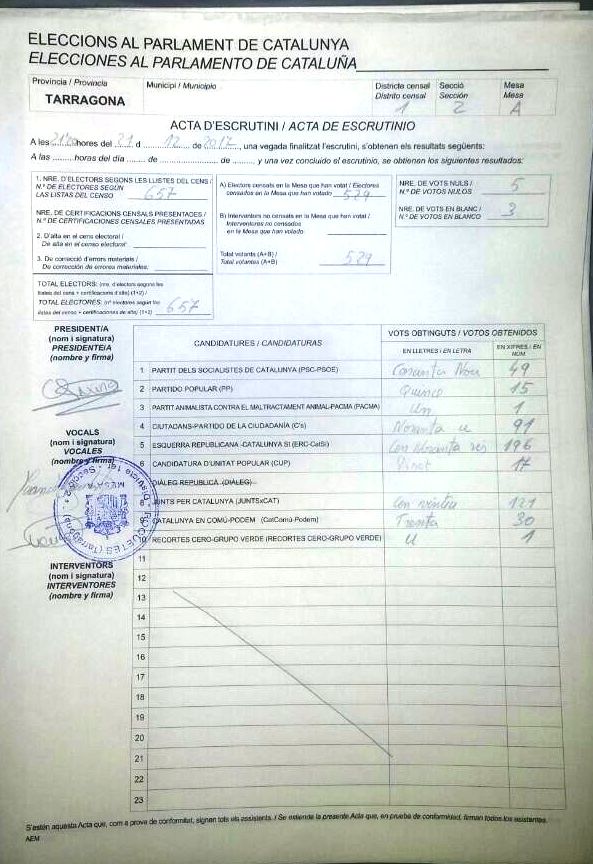 ELECCIONS AL PARLAMENT DE CATALUNYA
ELECCIONES AL PARLAMENTO DE CATALUÑA
Provincia / Provincia
TARRAGONA
Municipi / Municipio
Districte censal
Distrito censal
1
Secció
Sección
2
Mesa
Mesa
A
ACTA D'ESCRUTINI / ACTA DE ESCRUTINIO
A les hores del 21 d 12 de 2017, una vegada finalitzat l'escrutini, s'obtenen els resultats següents:
A las horas del día de de y una vez concluido el escrutinio, se obtienen los siguientes resultados:
1. NRE. D'ELECTORS SEGONS LES LLISTES DEL CENS /
N.º DE ELECTORES SEGÚN
LAS LISTAS DEL CENSO 657
NRE. DE CERTIFICACIONS CENSALS PRESENTADES /
N.º DE CERTIFICACIONES CENSALES PRESENTADAS
2. D'alta en el cens electoral /
De alta en el censo electoral
3. De correcció d'errors materials /
De corrección de errores materiales:
TOTAL ELECTORS: (nre. d'electors segons les
llistes del cens + certificacions d'alta) (1+2) /
TOTAL ELECTORES: (nº electores según las
listas del censo + certificaciones de alta) (1+2) 657
A) Electors censats en la Mesa que han votat / Electores
censados en la Mesa que han votado 529
B) Interventors no censats en la Mesa que han votat /
Interventores no censados
en la Mesa que han votado
Total votants (A+B) /
Total votantes (A+B) 529
NRE. DE VOTS NULS /
N.º DE VOTOS NULOS 5
NRE. DE VOTS EN BLANC /
N.º DE VOTOS EN BLANCO 3
PRESIDENT/A
(nom i signatura)
PRESIDENTE/A
(nombre y firma)
VOCALS
(nom i signatura)
VOCALES
(nombre y firma)
INTERVENTORS
(nom i signatura)
INTERVENTORES
(nombre y firma)
CANDIDATURES / CANDIDATURAS
VOTS OBTINGUTS / VOTOS OBTENIDOS
EN LLETRES / EN LETRA
EN XIFRES / EN NÚM
1 PARTIT DELS SOCIALISTES DE CATALUNYA (PSC-PSOE) 49
2 PARTIDO POPULAR (PP) 15
3 PARTIT ANIMALISTA CONTRA EL MALTRACTAMENT ANIMAL-PACMA (PACMA) Un 1
4 CIUTADANS-PARTIDO DE LA CIUDADANÍA (C's) Noranta u 91
5 ESQUERRA REPUBLICANA -CATALUNYA SÍ (ERC-CatSí) 196
6 CANDIDATURA D'UNITAT POPULAR (CUP) 17
DIÀLEG REPUBLICÀ (DIÀLEG)
8 JUNTS PER CATALUNYA (JUNTSxCAT) 121
9 CATALUNYA EN COMÚ-PODEM (CatComú-Podem) Trenta 30
10 RECORTES CERO-GRUPO VERDE (RECORTES CERO-GRUPO VERDE) U 1
11
12
13
14
15
16
17
18
19
20
21
22
23
S'estén aquesta Acta que, com a prova de conformitat, signen tots els assistents. / Se extiende la presente Acta que, en prueba de conformidad, firman todos los asistentes.
AEM